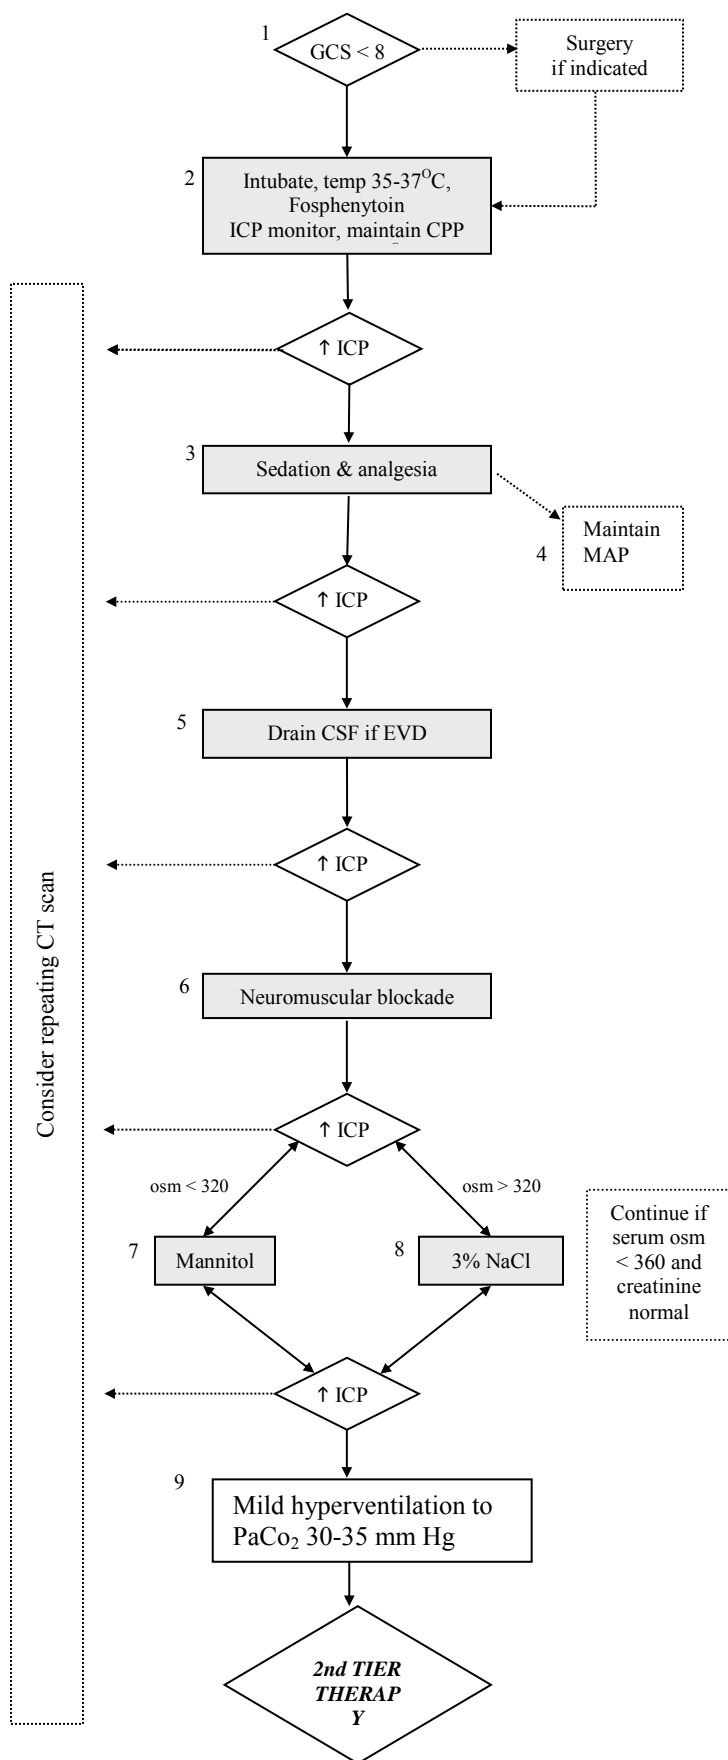 1
GCS < 8
Surgery
if indicated
2
Intubate, temp 35-37°C,
Fosphenytoin
ICP monitor, maintain CPP
↑ ICP
3
Sedation & analgesia
4
Maintain
MAP
↑ ICP
5
Drain CSF if EVD
↑ ICP
6
Neuromuscular blockade
↑ ICP
osm < 320
osm > 320
7
Mannitol
8
3% NaCl
Continue if
serum osm
< 360 and
creatinine
normal
↑ ICP
9
Mild hyperventilation to
PaCo₂ 30-35 mm Hg
2nd TIER
THERAP
Y
Consider repeating CT scan